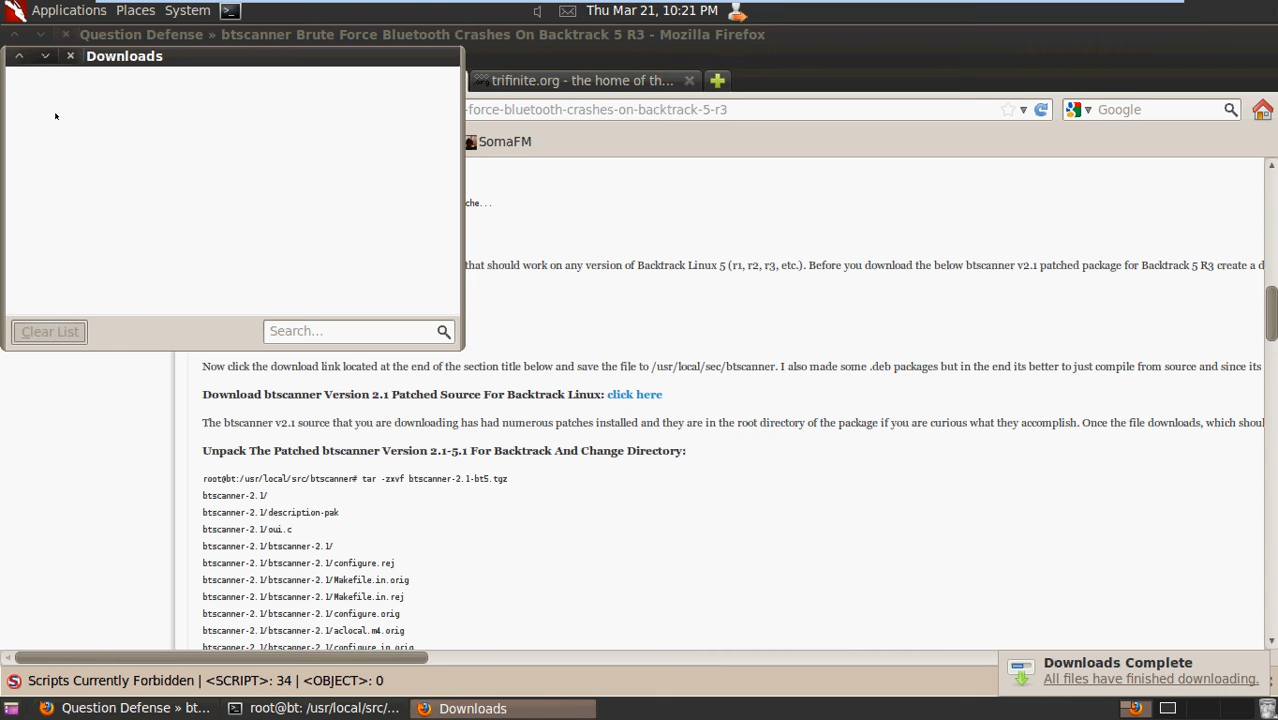 Applications Places System
Thu Mar 21, 10:21 PM
Question Defense » btscanner Brute Force Bluetooth Crashes On Backtrack 5 R3 - Mozilla Firefox
Downloads
trifinite.org - the home of th...
-force-bluetooth-crashes-on-backtrack-5-r3
Google
SomaFM
che...
that should work on any version of Backtrack Linux 5 (r1, r2, r3, etc.). Before you download the below btscanner v2.1 patched package for Backtrack 5 R3 create a d
Clear List
Search...
Now click the download link located at the end of the section title below and save the file to /usr/local/sec/btscanner. I also made some .deb packages but in the end its better to just compile from source and since its
Download btscanner Version 2.1 Patched Source For Backtrack Linux: click here
The btscanner v2.1 source that you are downloading has had numerous patches installed and they are in the root directory of the package if you are curious what they accomplish. Once the file downloads, which shoul
Unpack The Patched btscanner Version 2.1-5.1 For Backtrack And Change Directory:
root@bt:/usr/local/src/btscanner# tar -zxvf btscanner-2.1-bt5.tgz
btscanner-2.1/
btscanner-2.1/description-pak
btscanner-2.1/oui.c
btscanner-2.1/btscanner-2.1/
btscanner-2.1/btscanner-2.1/configure.rej
btscanner-2.1/btscanner-2.1/Makefile.in.orig
btscanner-2.1/btscanner-2.1/Makefile.in.rej
btscanner-2.1/btscanner-2.1/configure.orig
btscanner-2.1/btscanner-2.1/aclocal.m4.orig
btscanner-2.1/btscanner-2.1/configure.in.orig
Downloads Complete
All files have finished downloading.
Scripts Currently Forbidden | <SCRIPT>: 34 | <OBJECT>: 0
Question Defense » bt...
root@bt: /usr/local/src/...
Downloads